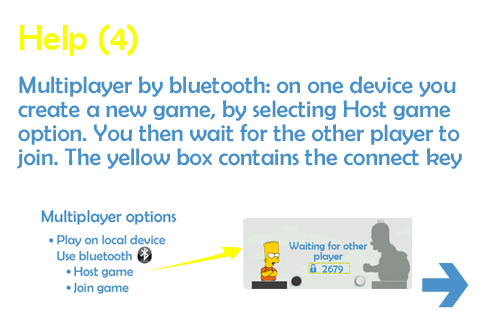 Help (4)
Multiplayer by bluetooth: on one device you
create a new game, by selecting Host game
option. You then wait for the other player to
join. The yellow box contains the connect key
Multiplayer options
• Play on local device
Use bluetooth
• Host game
• Join game
Waiting for other
player
2679